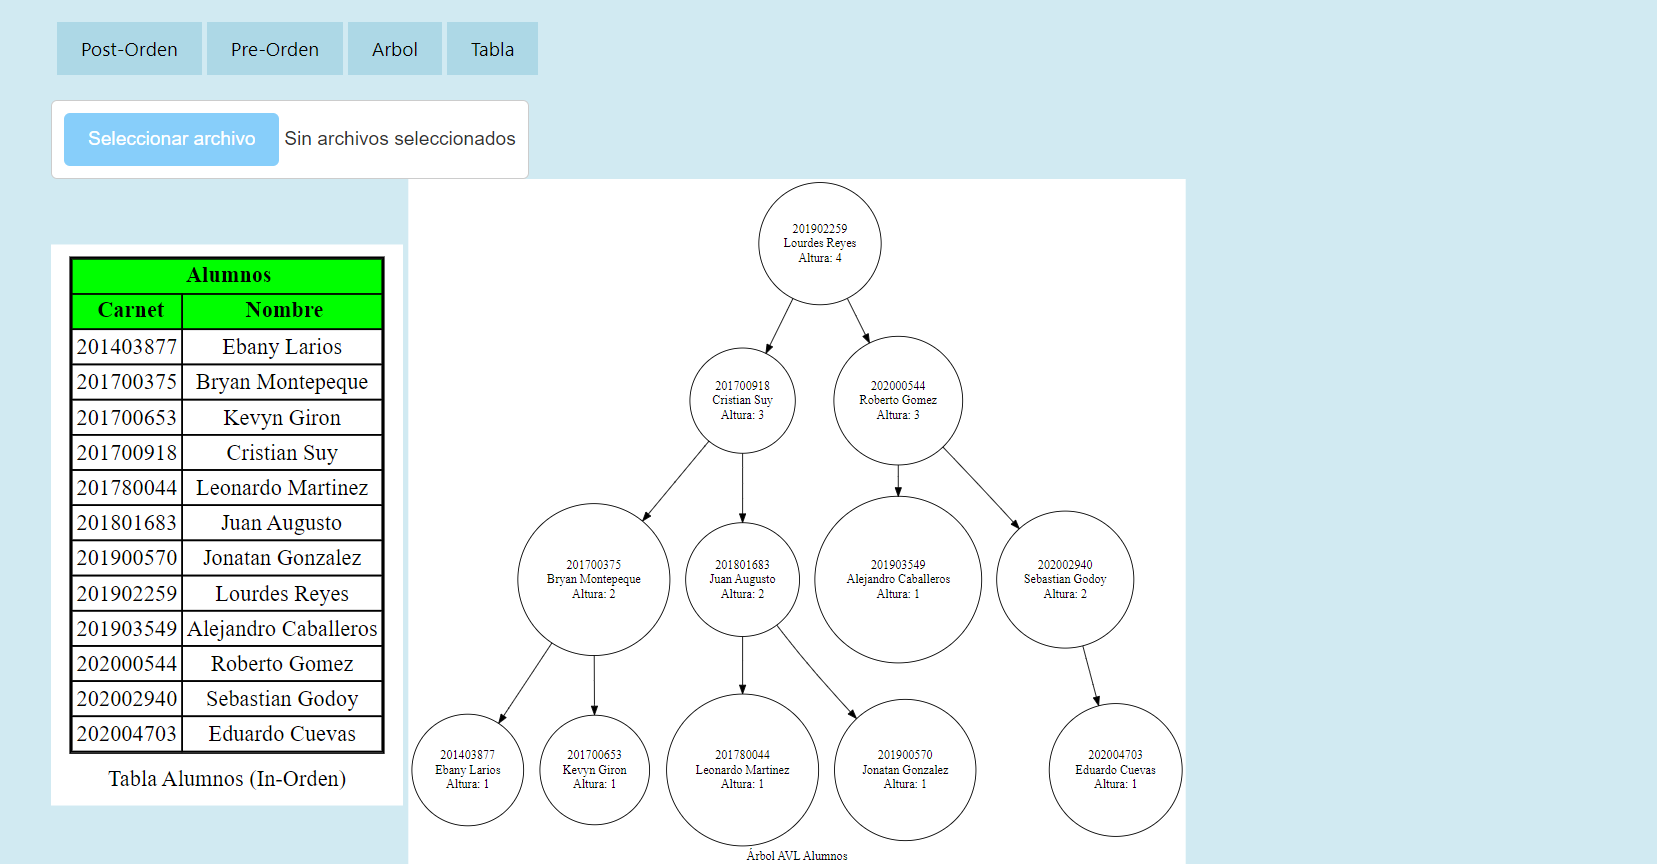 Post-Orden
Pre-Orden
Arbol
Tabla
Seleccionar archivo Sin archivos seleccionados
Alumnos
Carnet Nombre
201403877 Ebany Larios
201700375 Bryan Montepeque
201700653 Kevyn Giron
201700918 Cristian Suy
201780044 Leonardo Martinez
201801683 Juan Augusto
201900570 Jonatan Gonzalez
201902259 Lourdes Reyes
201903549 Alejandro Caballeros
202000544 Roberto Gomez
202002940 Sebastian Godoy
202004703 Eduardo Cuevas
Tabla Alumnos (In-Orden)
201902259
Lourdes Reyes
Altura: 4
201700918
Cristian Suy
Altura: 3
202000544
Roberto Gomez
Altura: 3
201700375
Bryan Montepeque
Altura: 2
201801683
Juan Augusto
Altura: 2
201903549
Alejandro Caballeros
Altura: 1
202002940
Sebastian Godoy
Altura: 2
201403877
Ebany Larios
Altura: 1
201700653
Kevyn Giron
Altura: 1
201780044
Leonardo Martinez
Altura: 1
201900570
Jonatan Gonzalez
Altura: 1
202004703
Eduardo Cuevas
Altura: 1
Árbol AVL Alumnos